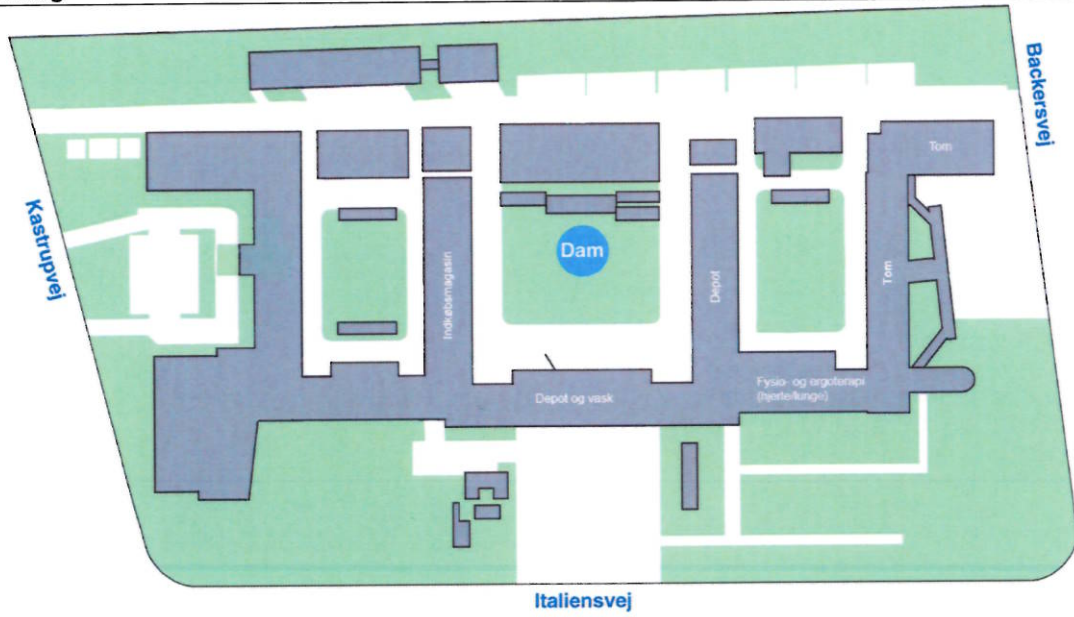 Backersvej
Tom
Kastrupvej
Dam
Indkøbsmagasin
Depot
Tom
Depot og vask
Fysio- og ergoterapi
(hjerte/lunge)
Italiensvej